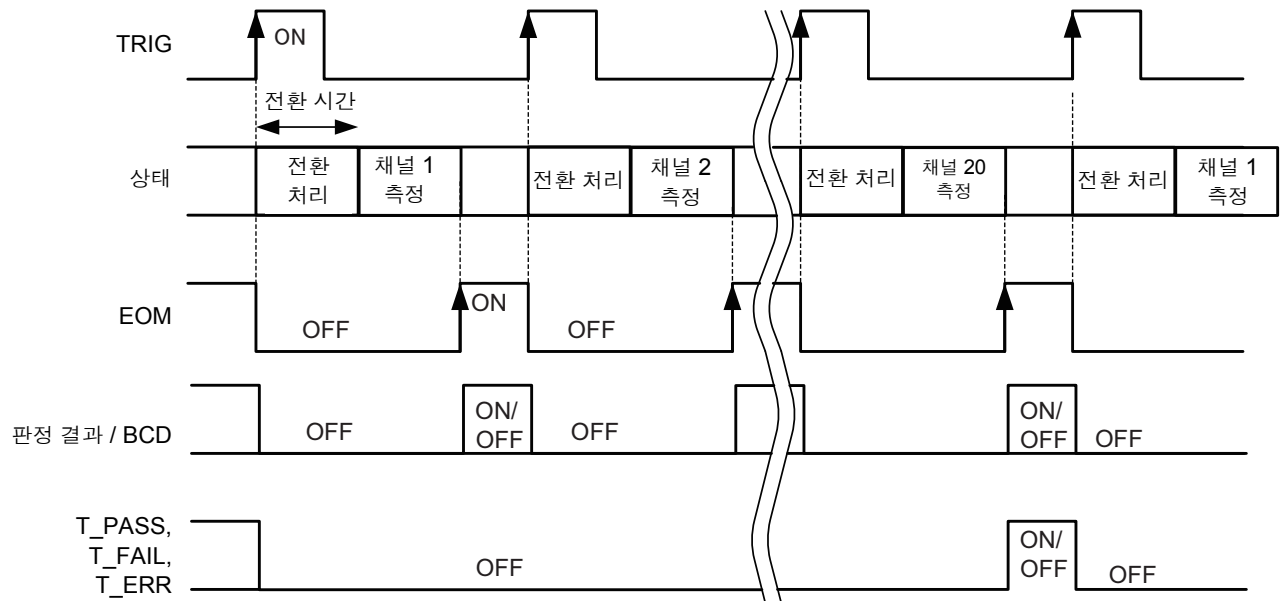 TRIG
ON
전환 시간
상태
전환
처리
채널 1
측정
전환 처리
채널 2
측정
전환 처리
채널 20
측정
전환 처리
채널 1
측정
EOM
OFF
ON
OFF
판정 결과 / BCD
OFF
ON/
OFF
OFF
ON/
OFF
OFF
T_PASS,
T_FAIL,
T_ERR
OFF
ON/
OFF
OFF